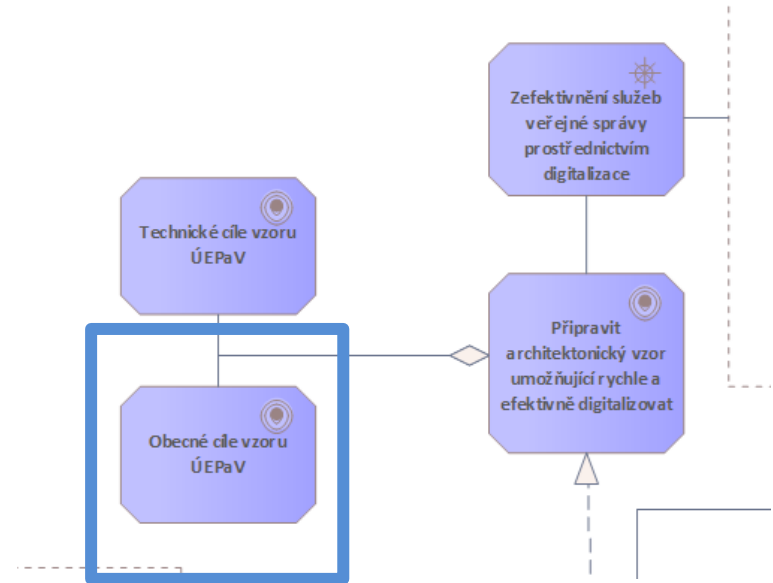 Zefektivnění služeb
veřejné správy
prostřednictvím
digitalizace
Technické cíle vzoru
ÚEPaV
Připravit
architektonický vzor
umožňující rychle a
efektivně digitalizovat
Obecné cíle vzoru
ÚEPaV